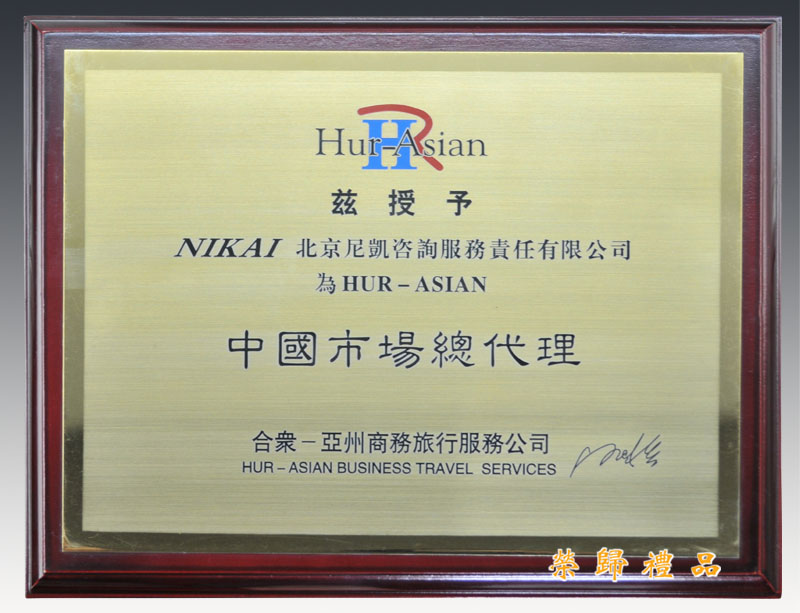 Hur-Asian
兹授予
NIKAI 北京尼凱咨詢服務責任有限公司
為 HUR-ASIAN
中國市場總代理
合衆-亞州商務旅行服務公司
HUR-ASIAN BUSINESS TRAVEL SERVICES
榮歸禮品